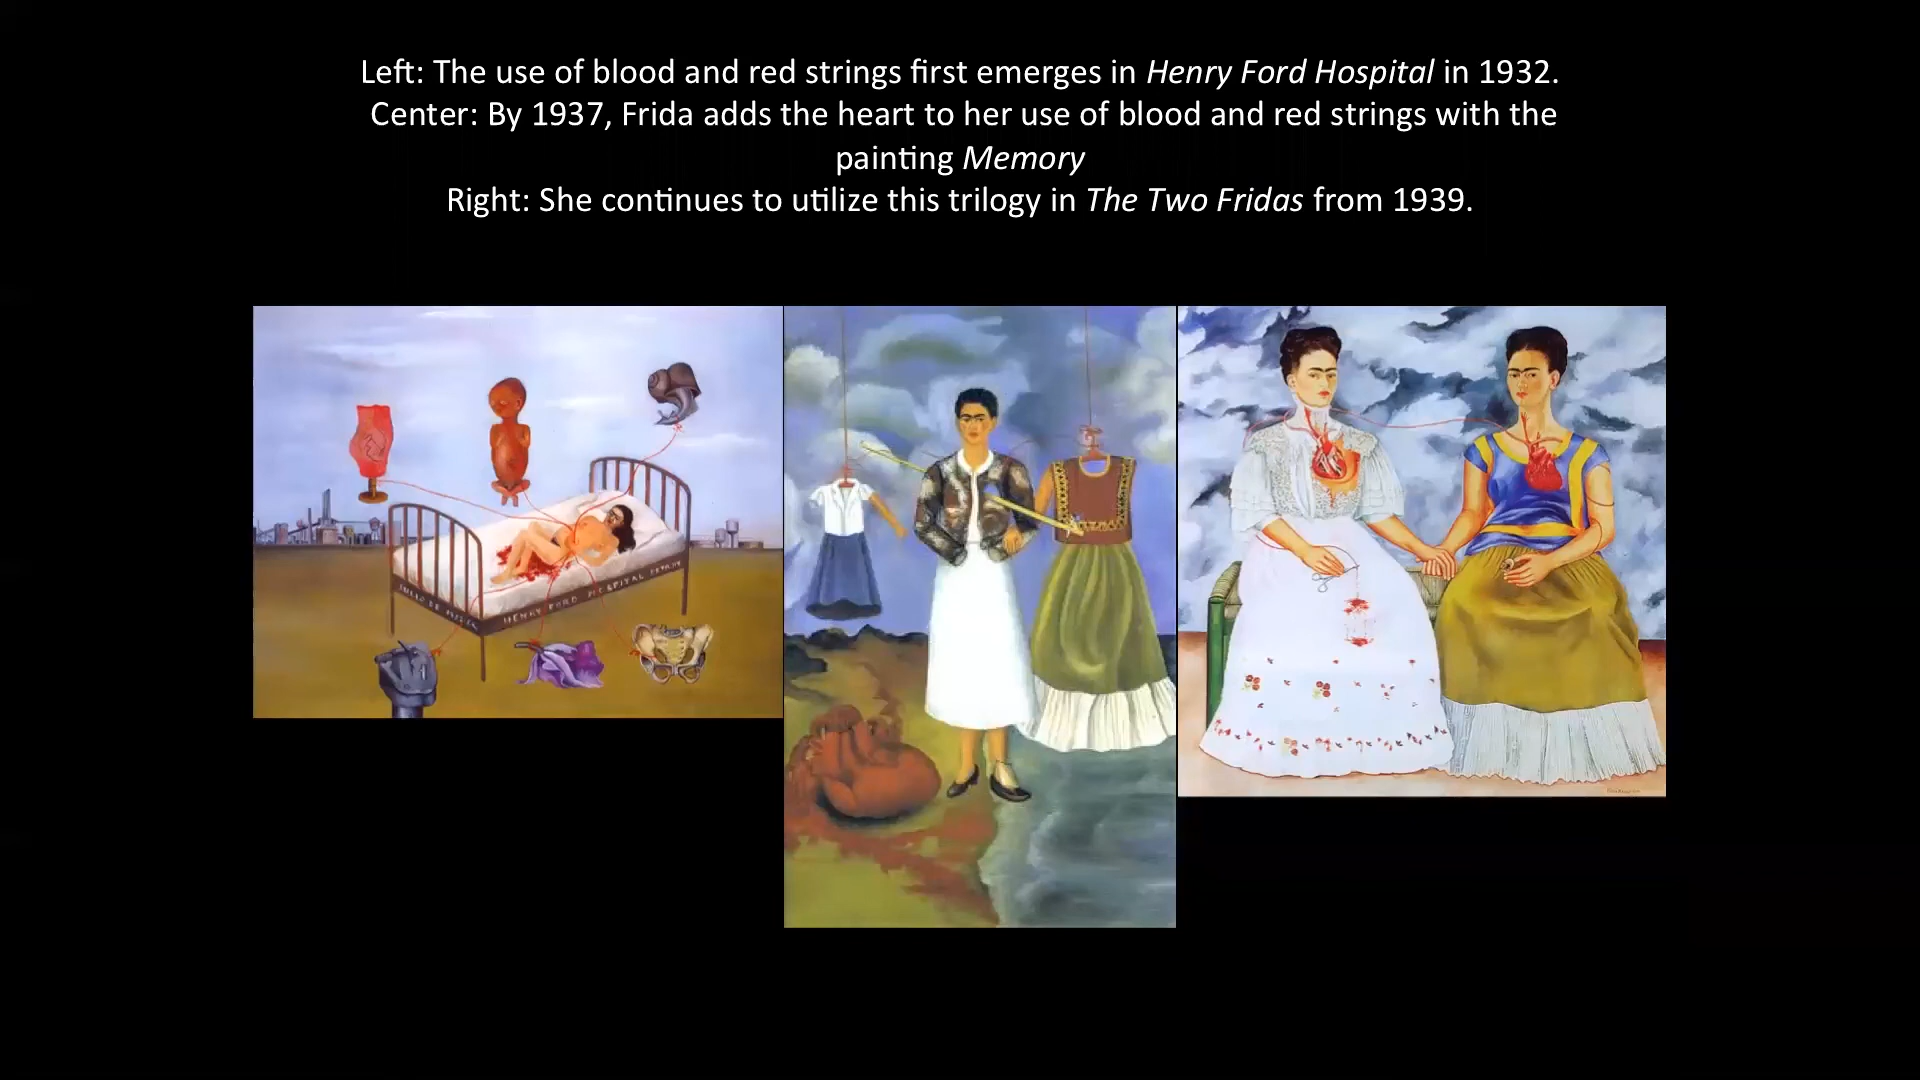 Left: The use of blood and red strings first emerges in Henry Ford Hospital in 1932.
Center: By 1937, Frida adds the heart to her use of blood and red strings with the
painting Memory
Right: She continues to utilize this trilogy in The Two Fridas from 1939.
HENRY FORD HOSPITAL DETROIT